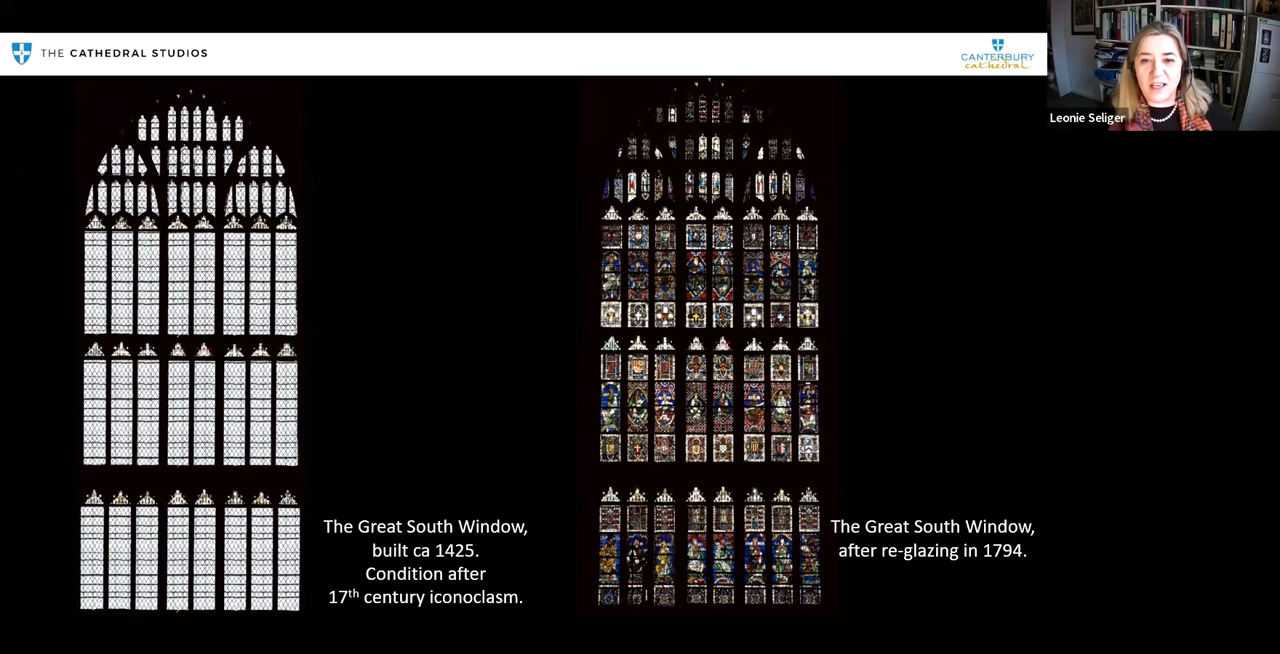 THE CATHEDRAL STUDIOS
CANTERBURY
cathedral
Leonie Seliger
The Great South Window,
built ca 1425.
Condition after
17th century iconoclasm.
The Great South Window,
after re-glazing in 1794.